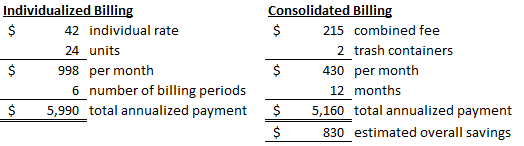 Individualized Billing Consolidated Billing
$ 42 individual rate $ 215 combined fee
24 units 2 trash containers
$ 998 per month $ 430 per month
6 number of billing periods 12 months
$ 5,990 total annualized payment $ 5,160 total annualized payment
$ 830 estimated overall savings